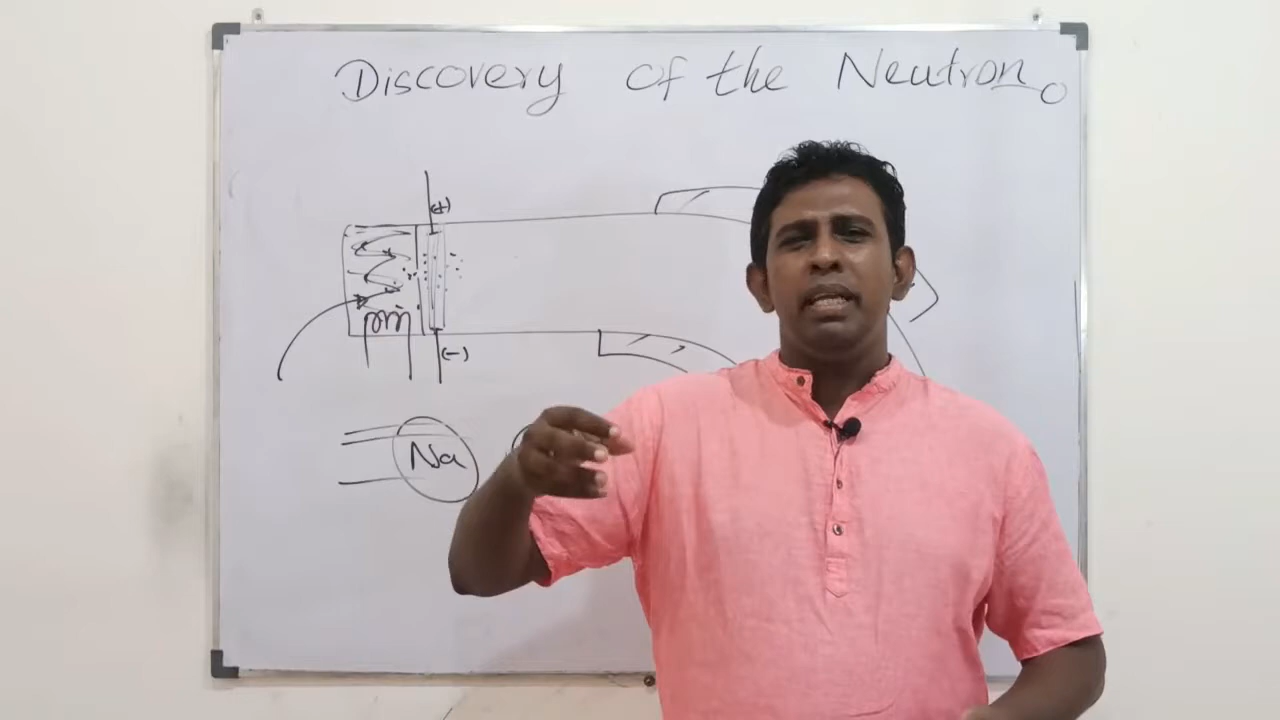 Discovery of the Neutron
(+)
(-)
Na